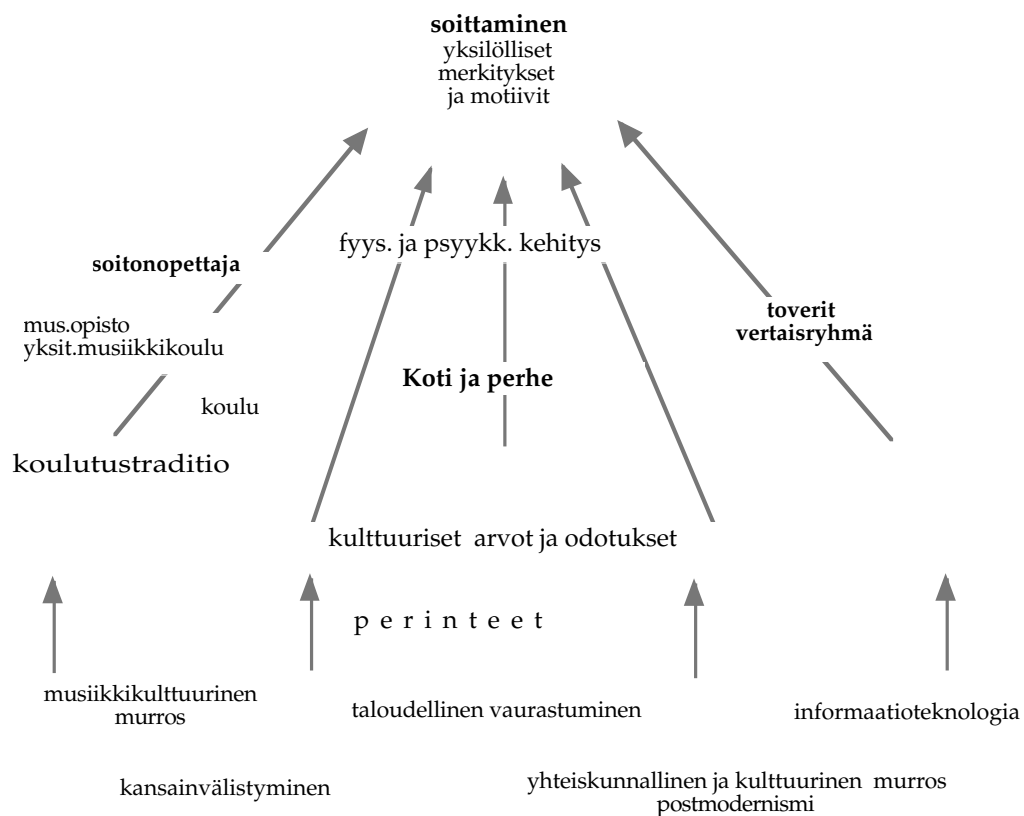 soittaminen
yksilölliset
merkitykset
ja motiivit
fyys. ja psyykk. kehitys
soitonopettaja
toverit
vertaisryhmä
mus.opisto
yksit.musiikkikoulu
Koti ja perhe
koulu
koulutustraditio
kulttuuriset arvot ja odotukset
p e r i n t e e t
musiikkikulttuurinen
murros
taloudellinen vaurastuminen
informaatioteknologia
kansainvälistyminen
yhteiskunnallinen ja kulttuurinen murros
postmodernismi